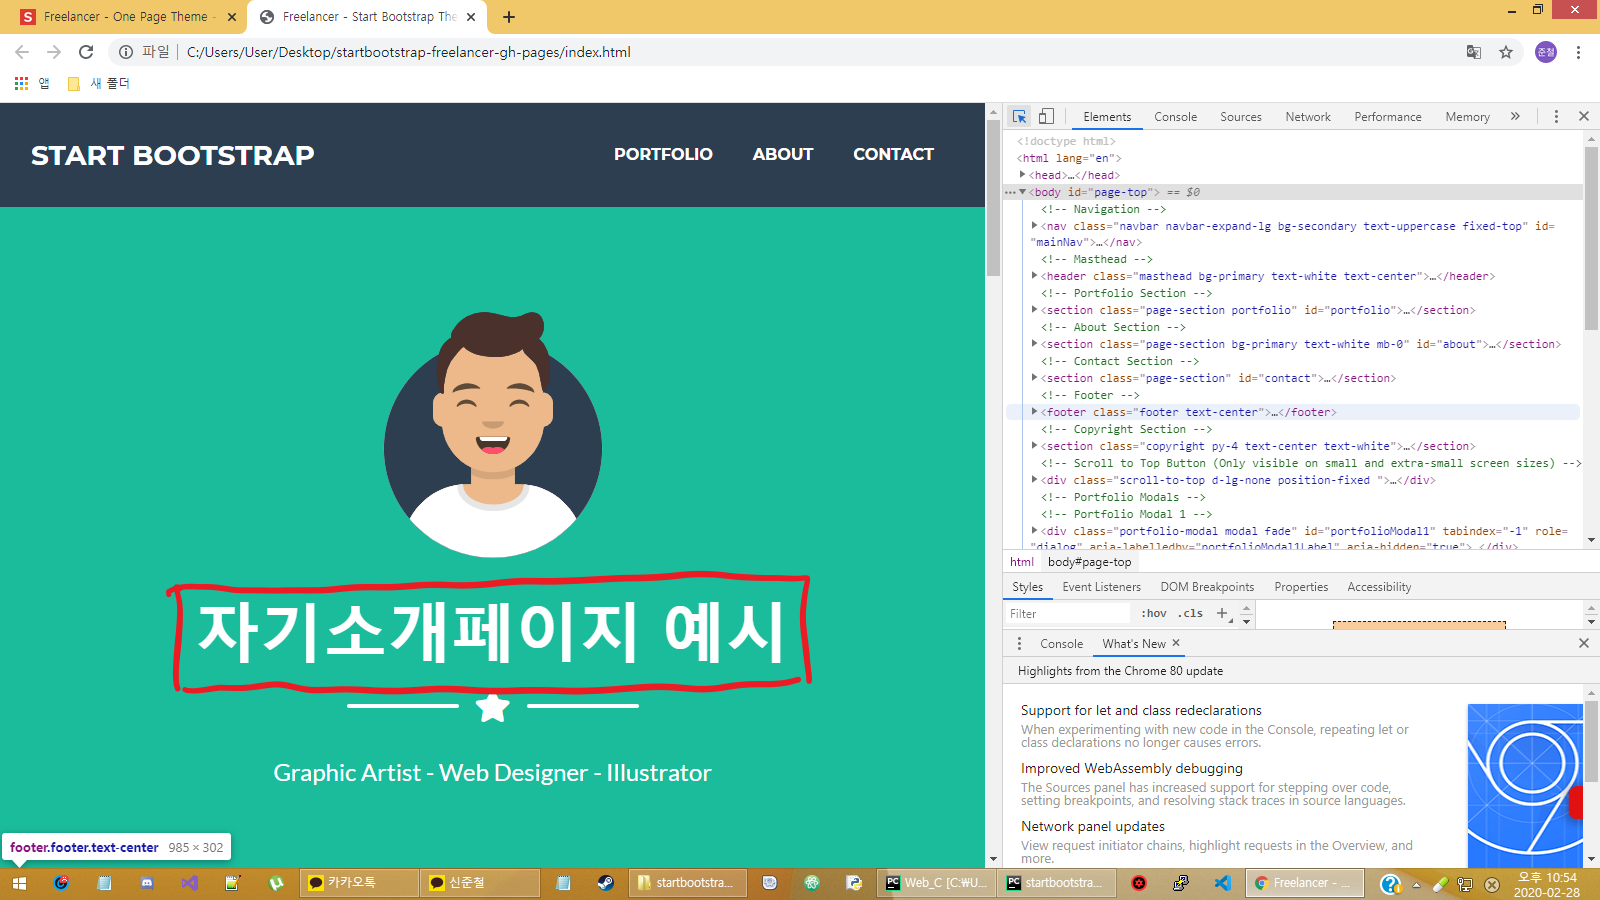 Freelancer - One Page Theme -
Freelancer - Start Bootstrap The
파일 C:/Users/User/Desktop/startbootstrap-freelancer-gh-pages/index.html
준철
앱 새 폴더
START BOOTSTRAP
PORTFOLIO ABOUT CONTACT
자기소개페이지 예시
Graphic Artist - Web Designer - Illustrator
footer.footer.text-center 985 × 302
Elements Console Sources Network Performance Memory »
<!doctype html>
<html lang="en">
<head>…</head>
<body id="page-top"> == $0
<!-- Navigation -->
<nav class="navbar navbar-expand-lg bg-secondary text-uppercase fixed-top" id=
"mainNav">…</nav>
<!-- Masthead -->
<header class="masthead bg-primary text-white text-center">…</header>
<!-- Portfolio Section -->
<section class="page-section portfolio" id="portfolio">…</section>
<!-- About Section -->
<section class="page-section bg-primary text-white mb-0" id="about">…</section>
<!-- Contact Section -->
<section class="page-section" id="contact">…</section>
<!-- Footer -->
<footer class="footer text-center">…</footer>
<!-- Copyright Section -->
<section class="copyright py-4 text-center text-white">…</section>
<!-- Scroll to Top Button (Only visible on small and extra-small screen sizes) -->
<div class="scroll-to-top d-lg-none position-fixed ">…</div>
<!-- Portfolio Modals -->
<!-- Portfolio Modal 1 -->
<div class="portfolio-modal modal fade" id="portfolioModal1" tabindex="-1" role=
"dialog" aria-labelledby="portfolioModal1Label" aria-hidden="true">…</div>
html body#page-top
Styles Event Listeners DOM Breakpoints Properties Accessibility
Filter :hov .cls +
Console What's New
Highlights from the Chrome 80 update
Support for let and class redeclarations
When experimenting with new code in the Console, repeating let or
class declarations no longer causes errors.
Improved WebAssembly debugging
The Sources panel has increased support for stepping over code,
setting breakpoints, and resolving stack traces in source languages.
Network panel updates
View request initiator chains, highlight requests in the Overview, and
more.
카카오톡 신준철 startbootstra... Web_C [C:₩U... startbootstra... Freelancer - ...
오후 10:54
2020-02-28